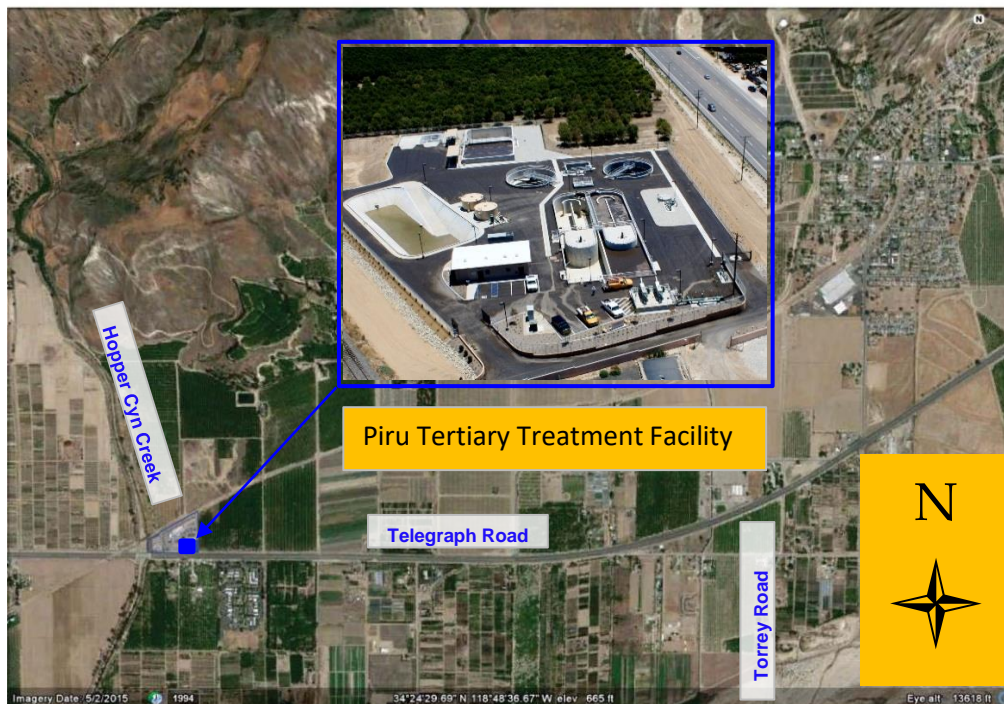 N
Hopper Cyn Creek
Piru Tertiary Treatment Facility
Telegraph Road
Torrey Road
N
Imagery Date: 5/2/2015 1994 34°24'29.69" N 118°48'36.67" W elev 665 ft Eye alt 13618 ft